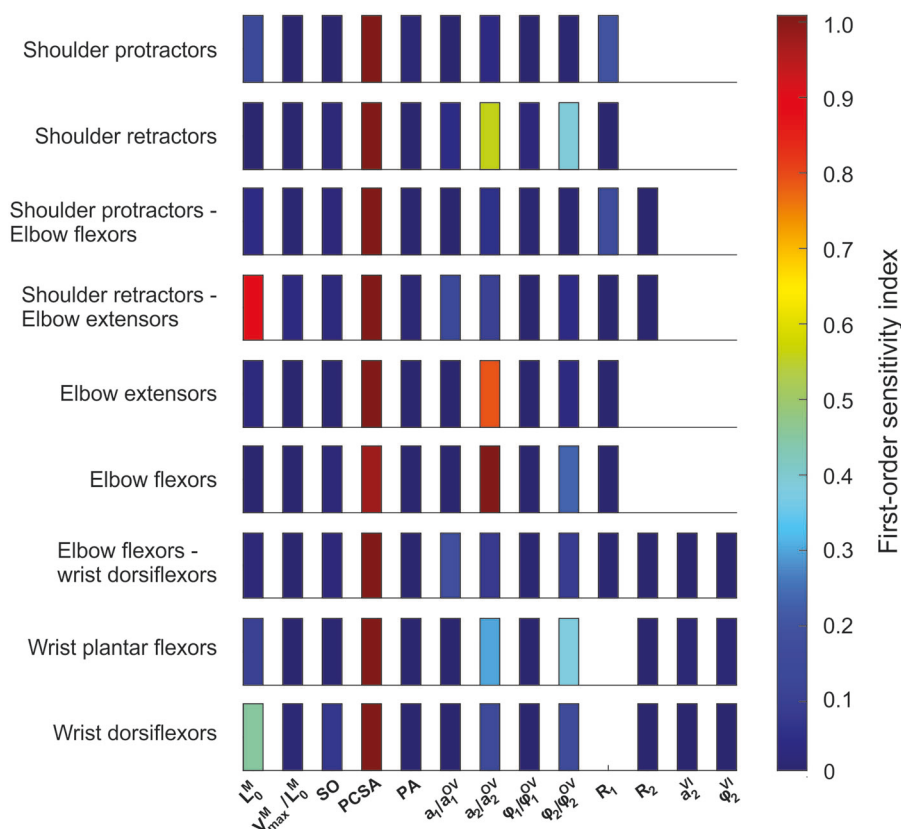 Shoulder protractors
Shoulder retractors
Shoulder protractors -
Elbow flexors
Shoulder retractors -
Elbow extensors
Elbow extensors
Elbow flexors
Elbow flexors -
wrist dorsiflexors
Wrist plantar flexors
Wrist dorsiflexors
L₀ᴹ
Vᴹmax/L₀ᴹ
SO
PCSA
PA
a₁/a₁ᴼⱽ
a₂/a₂ᴼⱽ
φ₁/φ₁ᴼⱽ
φ₂/φ₂ᴼⱽ
R₁
R₂
a₂ⱽᴵ
φ₂ⱽᴵ
1.0
0.9
0.8
0.7
0.6
0.5
0.4
0.3
0.2
0.1
0
First-order sensitivity index